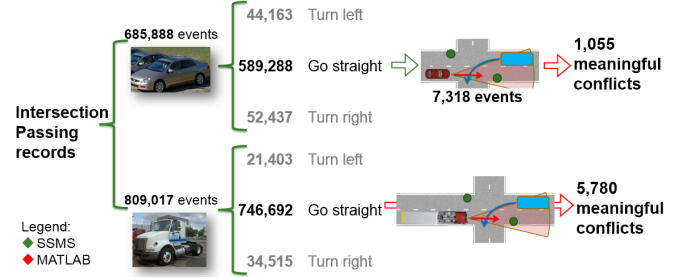 Intersection
Passing
records
685,888 events
44,163 Turn left
589,288 Go straight
52,437 Turn right
7,318 events
1,055
meaningful
conflicts
809,017 events
21,403 Turn left
746,692 Go straight
34,515 Turn right
5,780
meaningful
conflicts
Legend:
SSMS
MATLAB